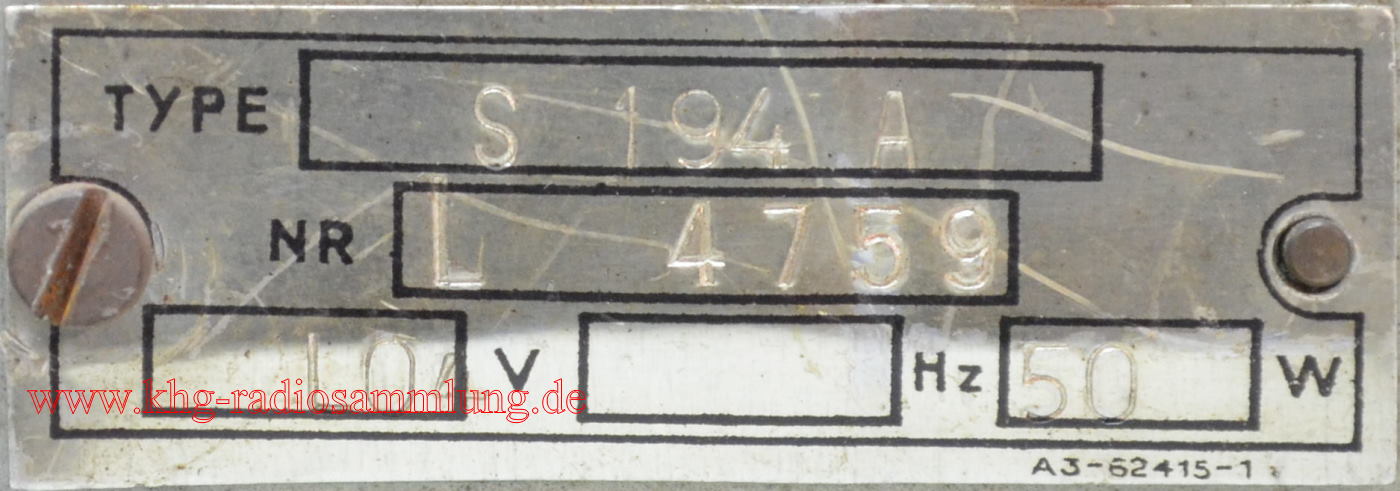 TYPE S 194 A
NR L 4759
V Hz 50 W
www.khg-radiosammlung.de
A3-62415-1